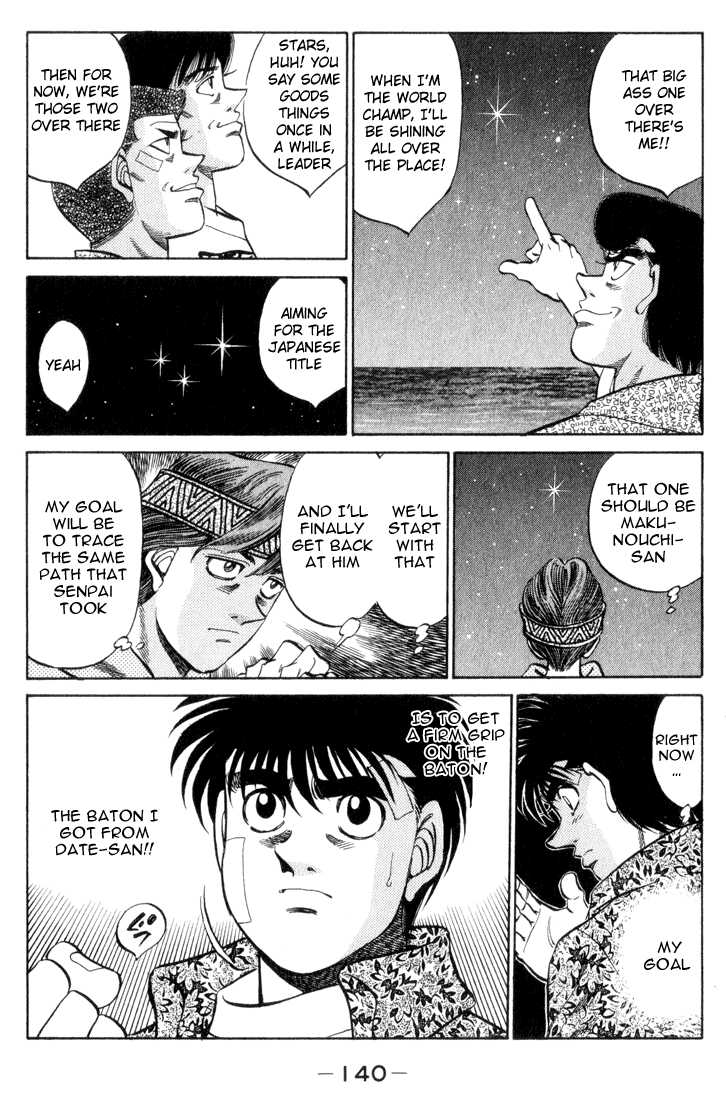 THAT BIG
ASS ONE
OVER
THERE'S
ME!!
WHEN I'M
THE WORLD
CHAMP, I'LL
BE SHINING
ALL OVER
THE PLACE!
STARS,
HUH! YOU
SAY SOME
GOODS
THINGS
ONCE IN
A WHILE,
LEADER
THEN FOR
NOW, WE'RE
THOSE TWO
OVER THERE
AIMING
FOR THE
JAPANESE
TITLE
YEAH
THAT ONE
SHOULD BE
MAKU-
NOUCHI-
SAN
WE'LL
START
WITH
THAT
AND I'LL
FINALLY
GET BACK
AT HIM
MY GOAL
WILL BE
TO TRACE
THE SAME
PATH THAT
SENPAI
TOOK
RIGHT
NOW
...
MY
GOAL
IS TO GET
A FIRM GRIP
ON THE
BATON!
THE BATON I
GOT FROM
DATE-SAN!!
— 140 —